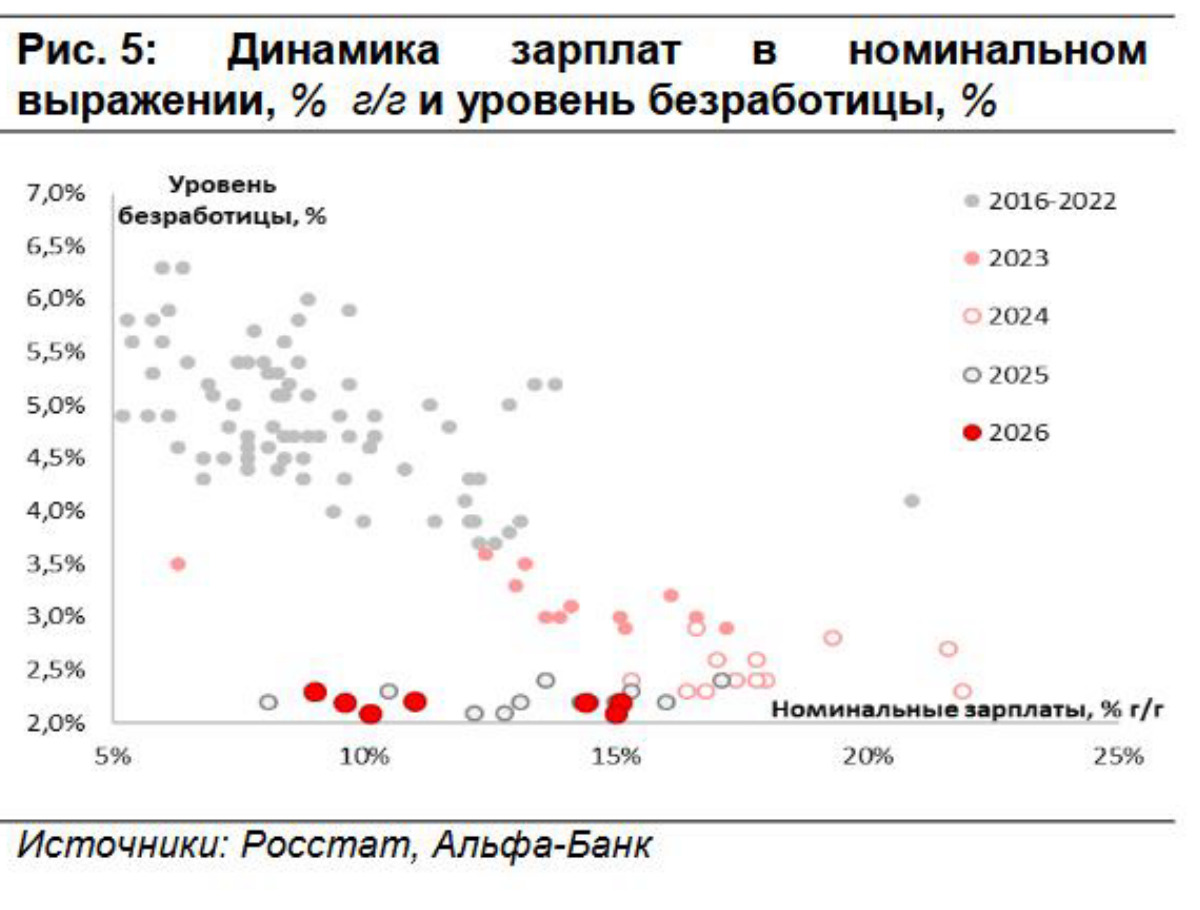 Рис. 5: Динамика зарплат в номинальном
выражении, % г/г и уровень безработицы, %
Уровень
безработицы, %
7,0%
6,5%
6,0%
5,5%
5,0%
4,5%
4,0%
3,5%
3,0%
2,5%
2,0%
2016-2022
2023
2024
2025
2026
Номинальные зарплаты, % г/г
5% 10% 15% 20% 25%
Источники: Росстат, Альфа-Банк